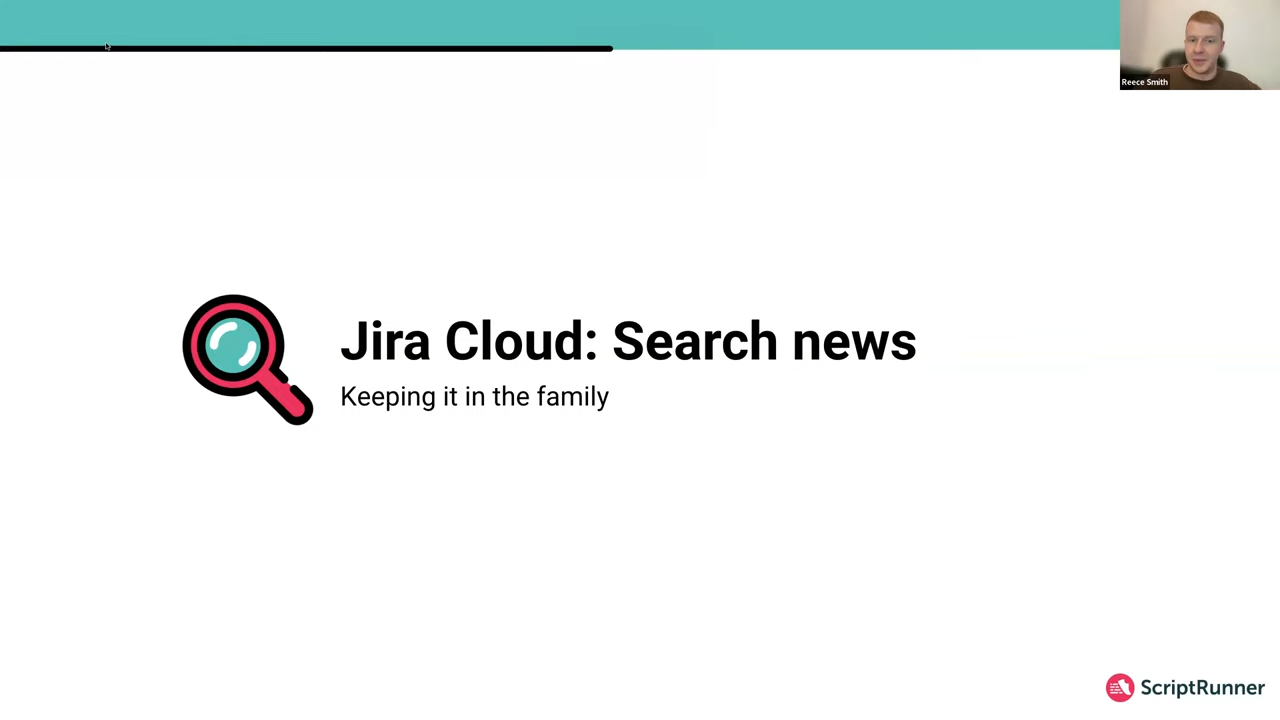 Reece Smith
Jira Cloud: Search news
Keeping it in the family
ScriptRunner